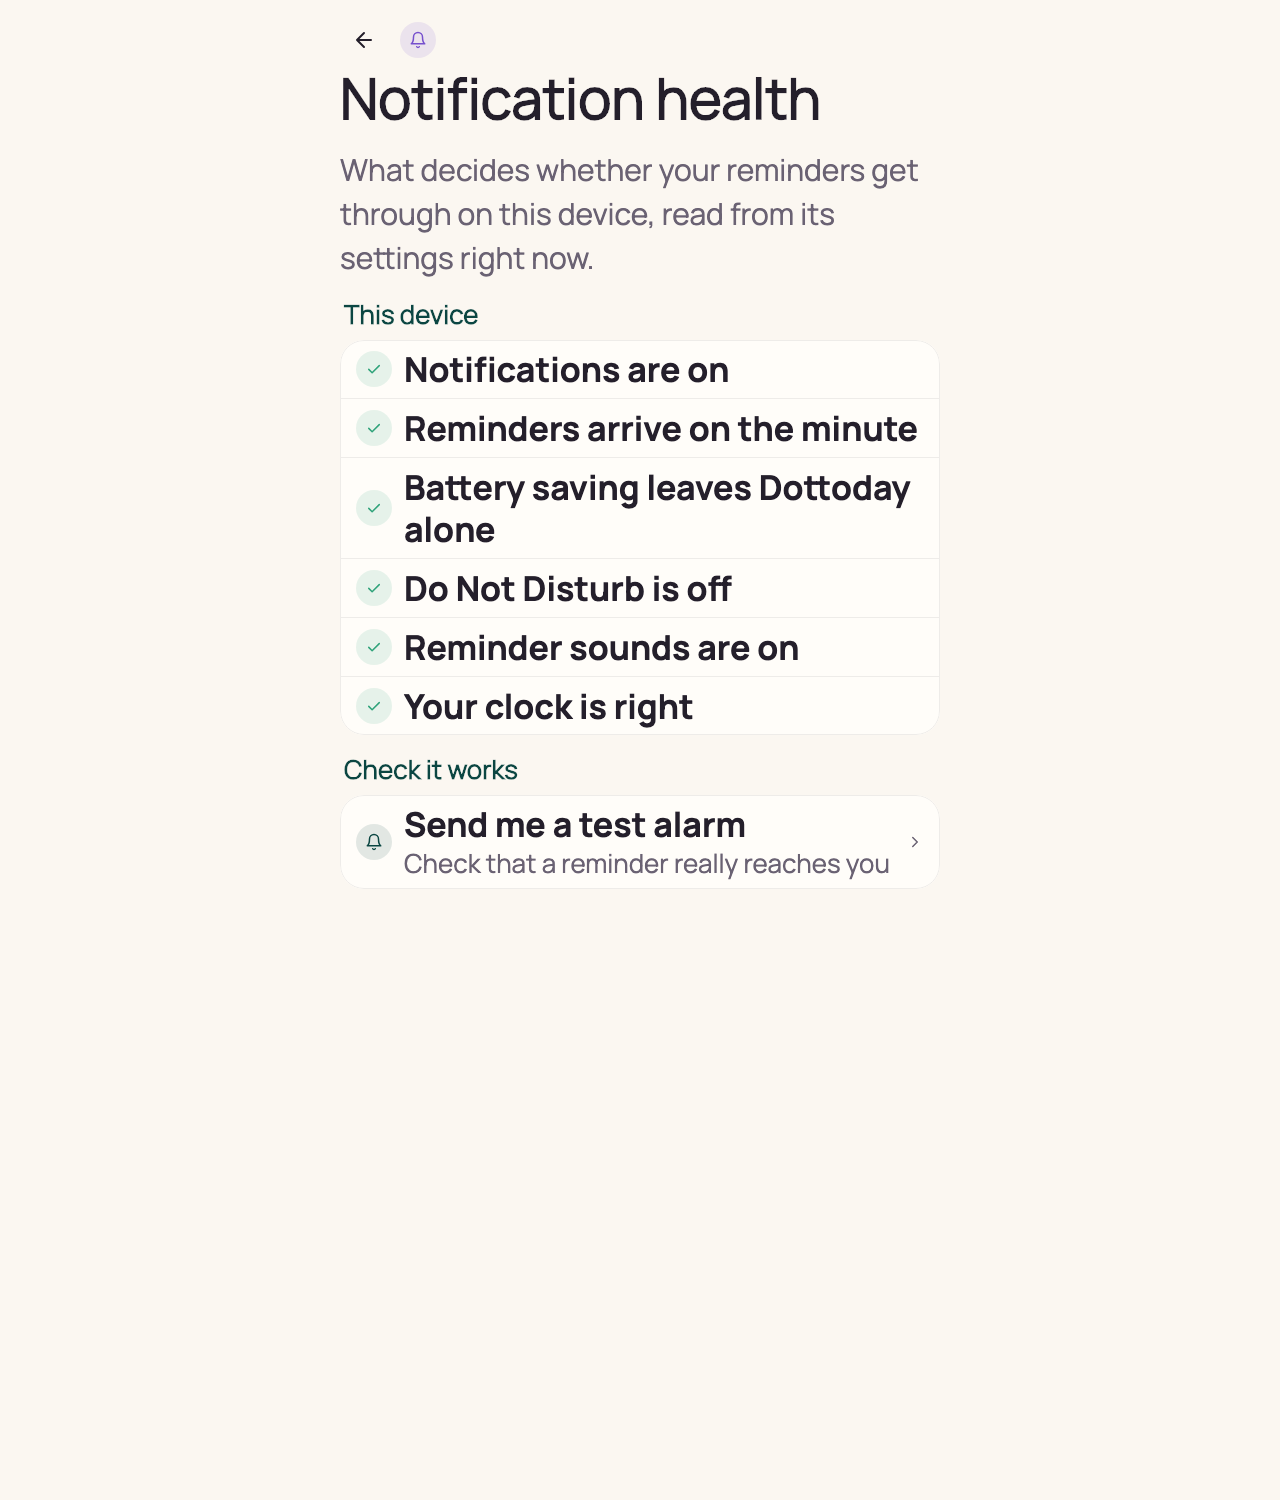 Notification health
What decides whether your reminders get
through on this device, read from its
settings right now.
This device
Notifications are on
Reminders arrive on the minute
Battery saving leaves Dottoday
alone
Do Not Disturb is off
Reminder sounds are on
Your clock is right
Check it works
Send me a test alarm
Check that a reminder really reaches you